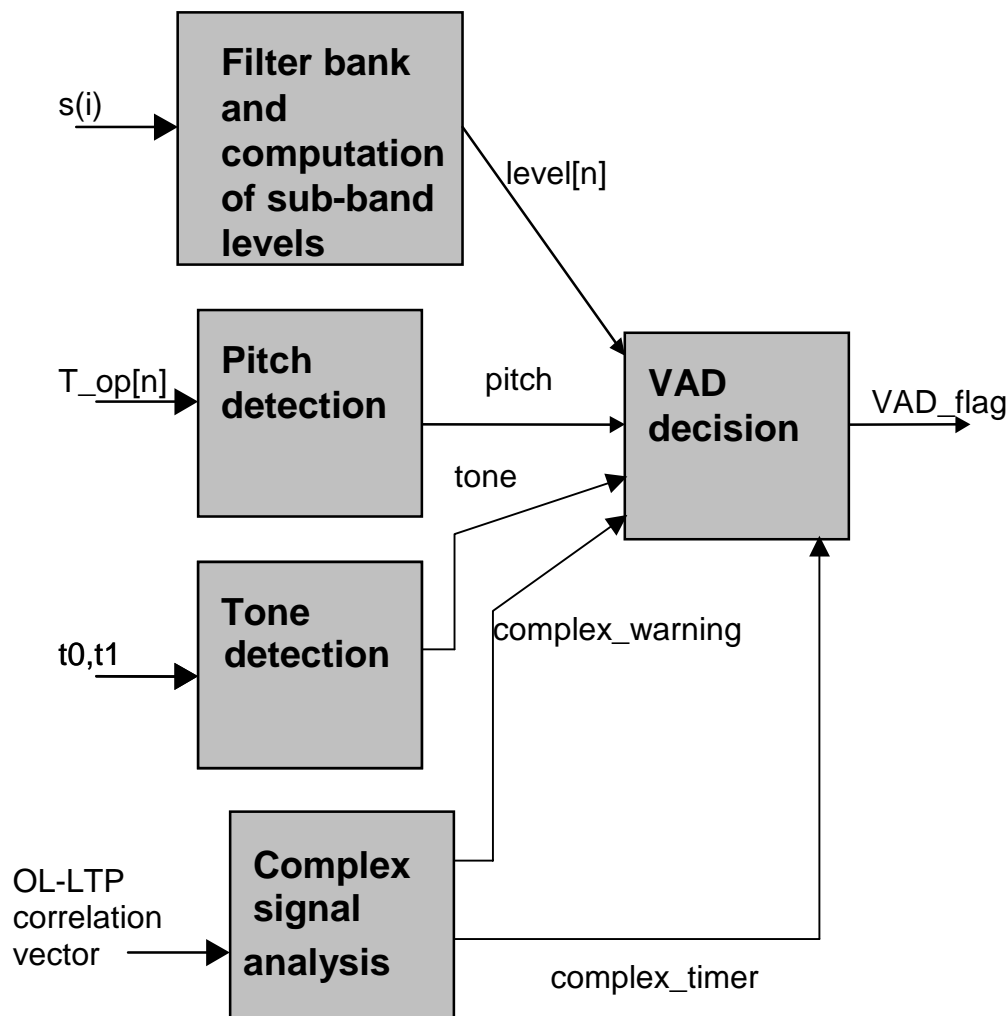 s(i)
Filter bank
and
computation
of sub-band
levels
level[n]
T_op[n]
Pitch
detection
pitch
VAD
decision
VAD_flag
tone
t0,t1
Tone
detection
complex_warning
OL-LTP
correlation
vector
Complex
signal
analysis
complex_timer